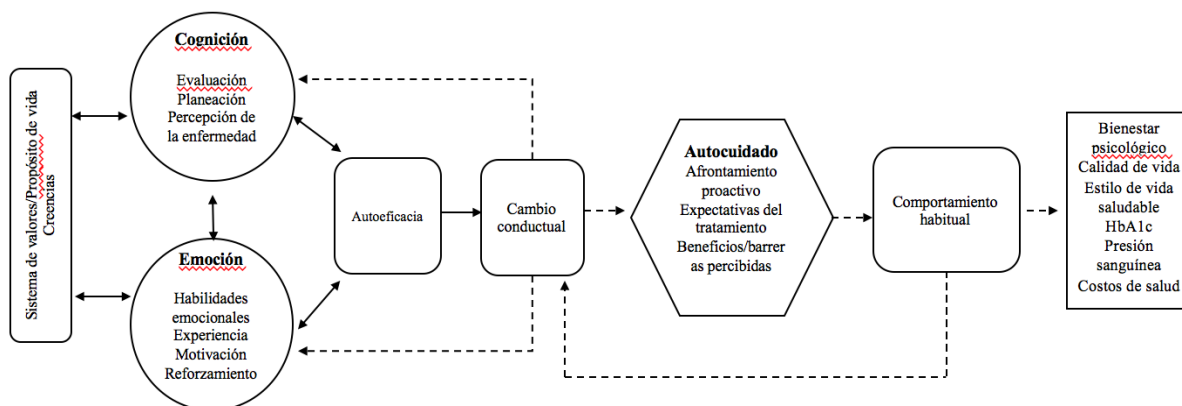 Sistema de valores/Propósito de vida
Creencias
Cognición
Evaluación
Planeación
Percepción de
la enfermedad
Emoción
Habilidades
emocionales
Experiencia
Motivación
Reforzamiento
Autoeficacia
Cambio
conductual
Autocuidado
Afrontamiento
proactivo
Expectativas del
tratamiento
Beneficios/barrer
as percibidas
Comportamiento
habitual
Bienestar
psicológico
Calidad de vida
Estilo de vida
saludable
HbA1c
Presión
sanguínea
Costos de salud